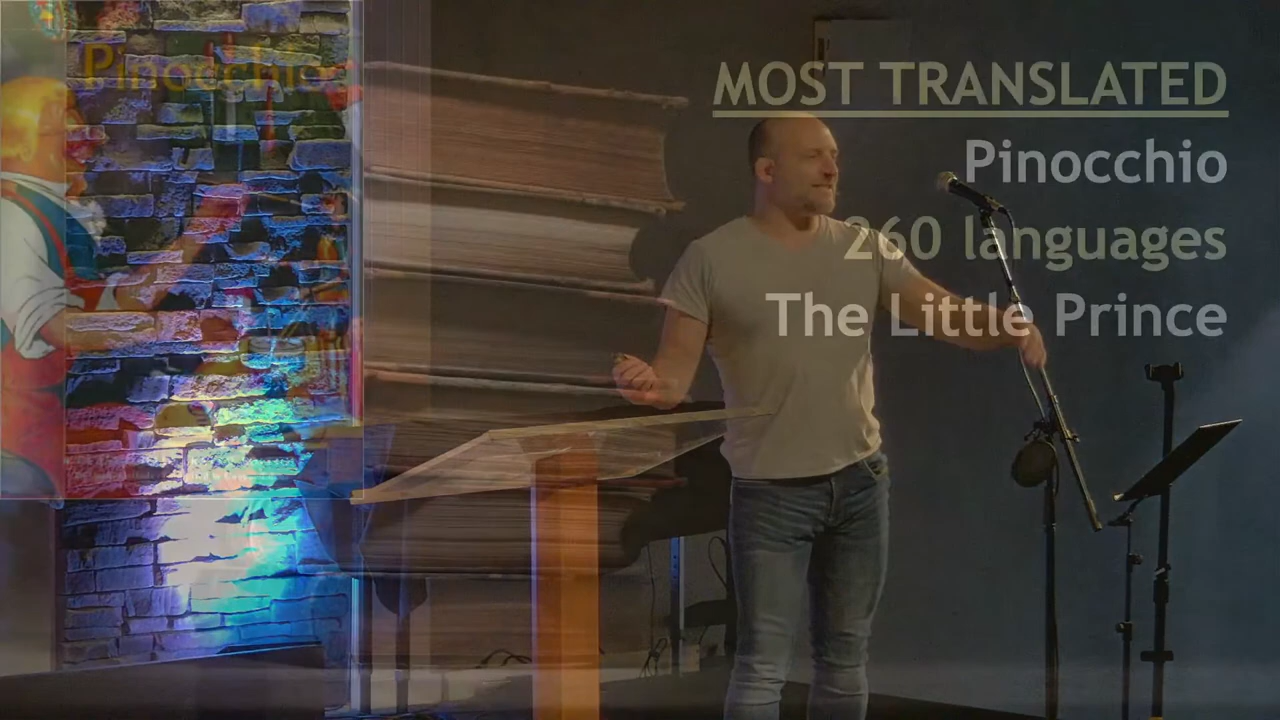 Pinocchio
MOST TRANSLATED
Pinocchio
260 languages
The Little Prince